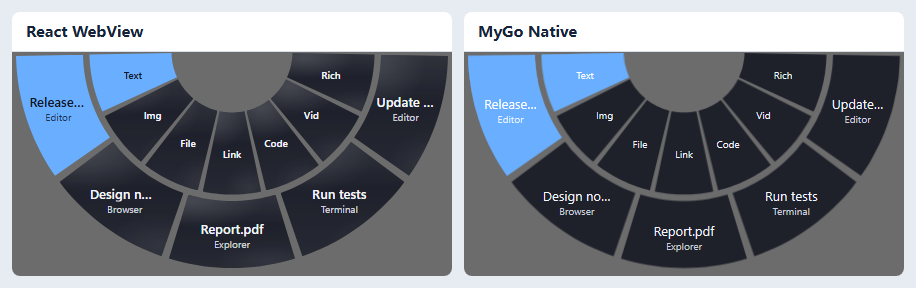 React WebView
Text
Rich
Release...
Editor
Update ...
Editor
Img
Vid
File
Code
Link
Design n...
Browser
Run tests
Terminal
Report.pdf
Explorer
MyGo Native
Text
Rich
Release...
Editor
Update...
Editor
Img
Vid
File
Code
Link
Design no...
Browser
Run tests
Terminal
Report.pdf
Explorer